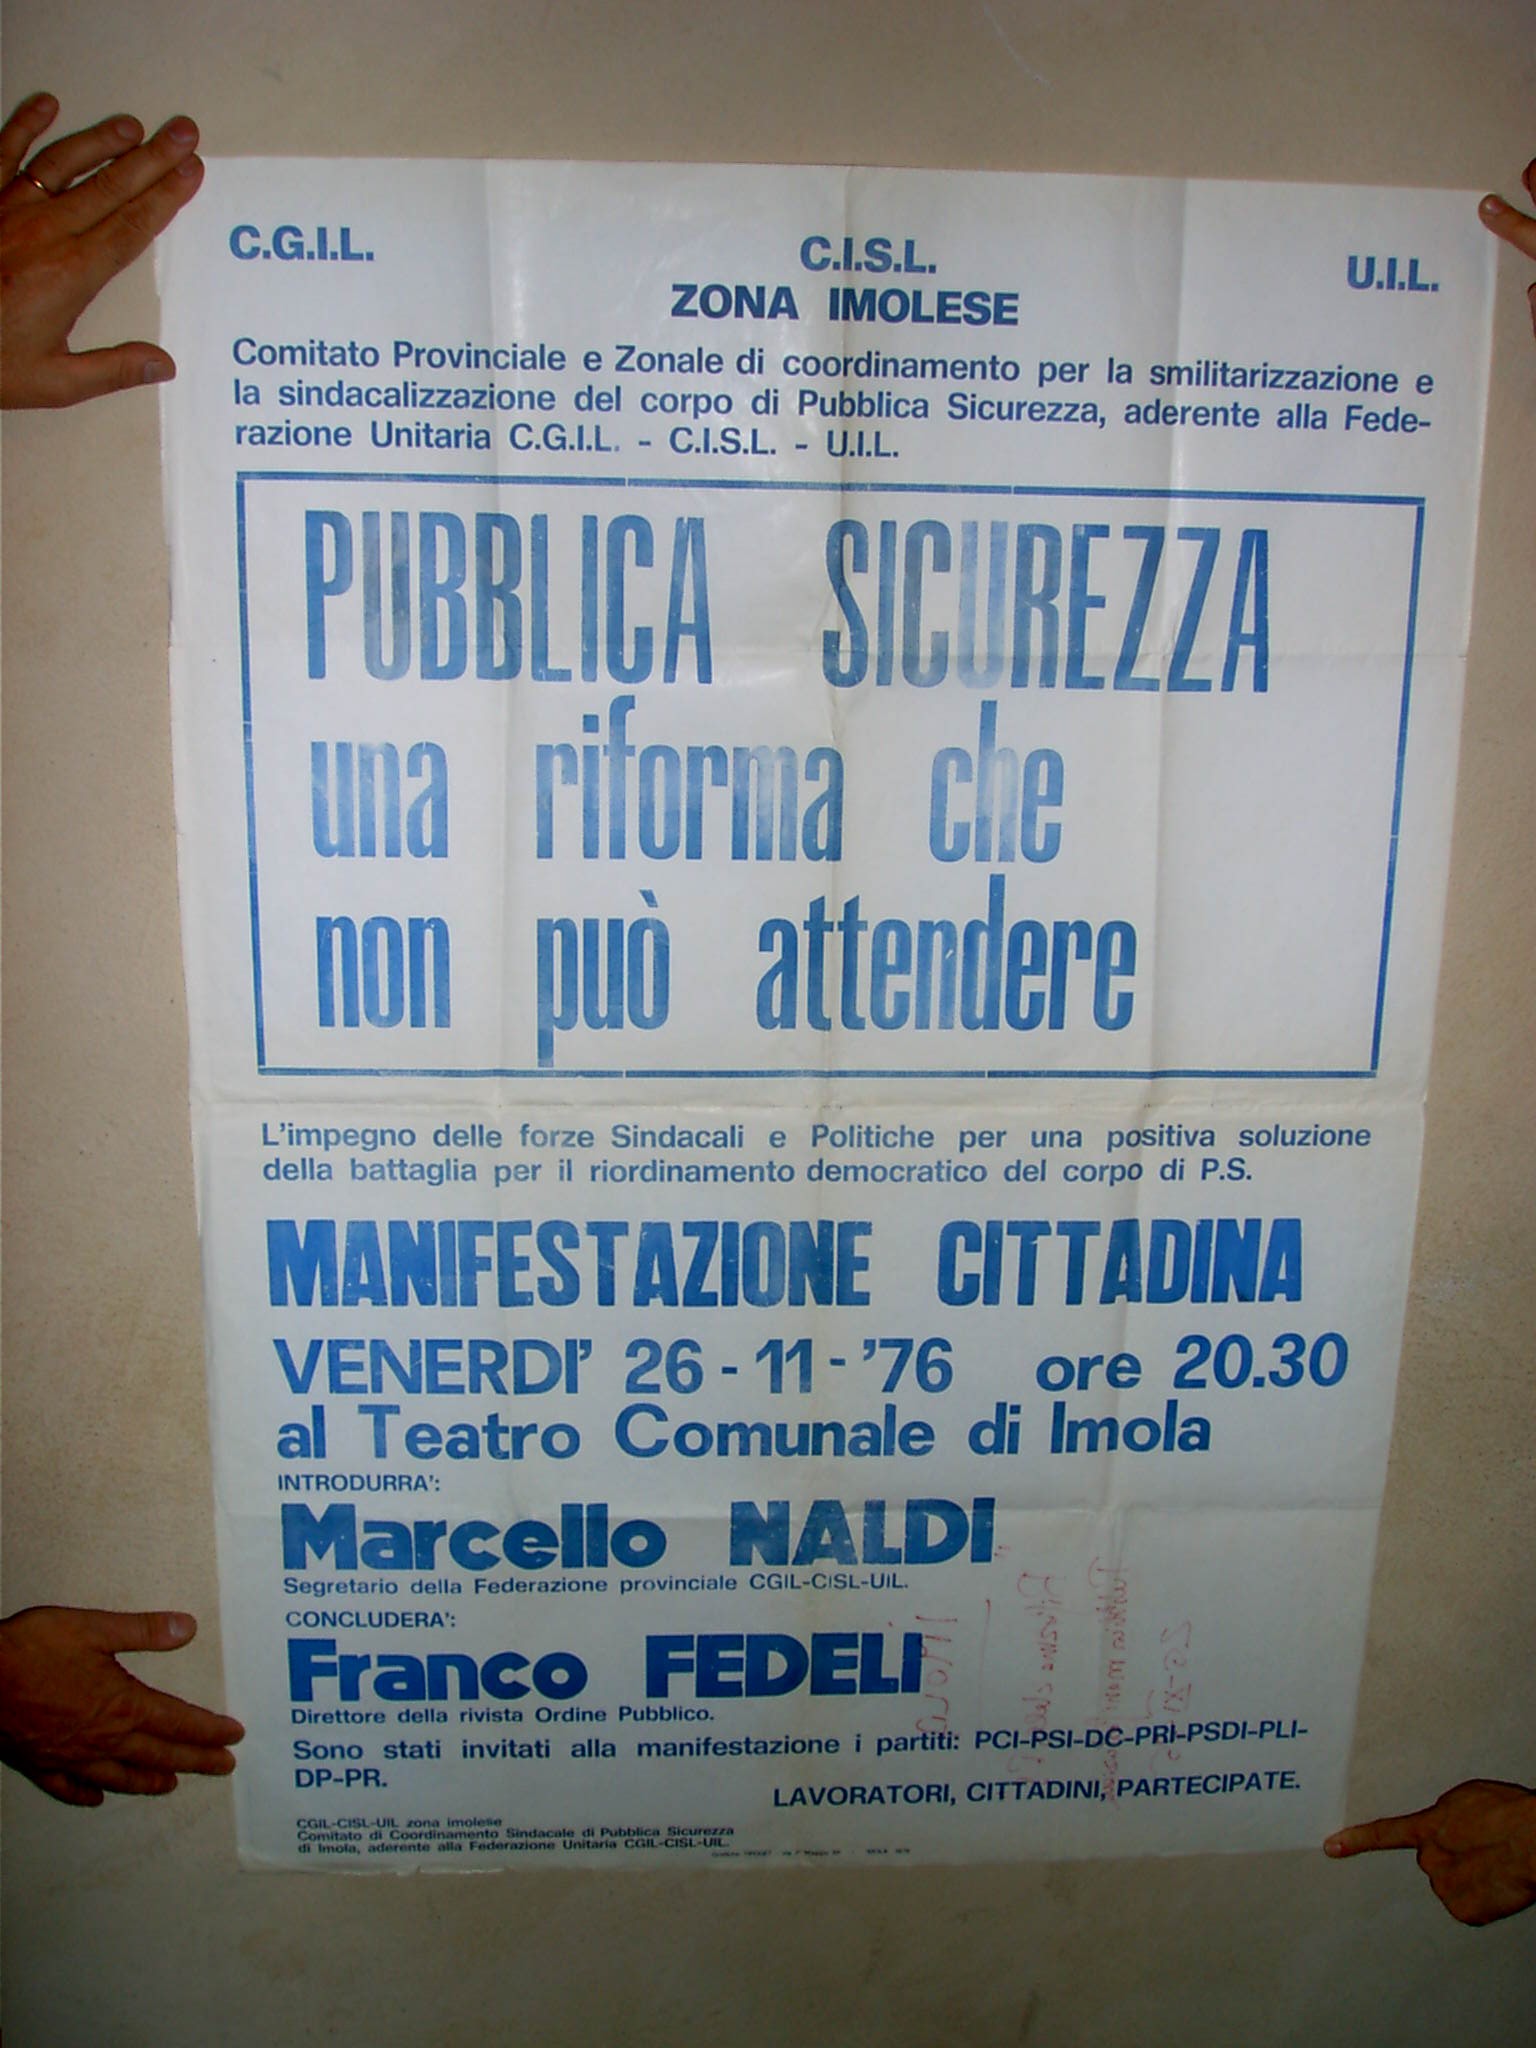 C.G.I.L. C.I.S.L. U.I.L.
ZONA IMOLESE
Comitato Provinciale e Zonale di coordinamento per la smilitarizzazione e
la sindacalizzazione del corpo di Pubblica Sicurezza, aderente alla Fede-
razione Unitaria C.G.I.L. - C.I.S.L. - U.I.L.
PUBBLICA SICUREZZA
una riforma che
non può attendere
L'impegno delle forze Sindacali e Politiche per una positiva soluzione
della battaglia per il riordinamento democratico del corpo di P.S.
MANIFESTAZIONE CITTADINA
VENERDI' 26-11-'76 ore 20.30
al Teatro Comunale di Imola
INTRODURRA':
Marcello NALDI
Segretario della Federazione provinciale CGIL-CISL-UIL.
CONCLUDERA':
Franco FEDELI
Direttore della rivista Ordine Pubblico.
Sono stati invitati alla manifestazione i partiti: PCI-PSI-DC-PRI-PSDI-PLI-
DP-PR.
LAVORATORI, CITTADINI, PARTECIPATE.
CGIL-CISL-UIL zona imolese
Comitato di Coordinamento Sindacale di Pubblica Sicurezza
di Imola, aderente alla Federazione Unitaria CGIL-CISL-UIL.